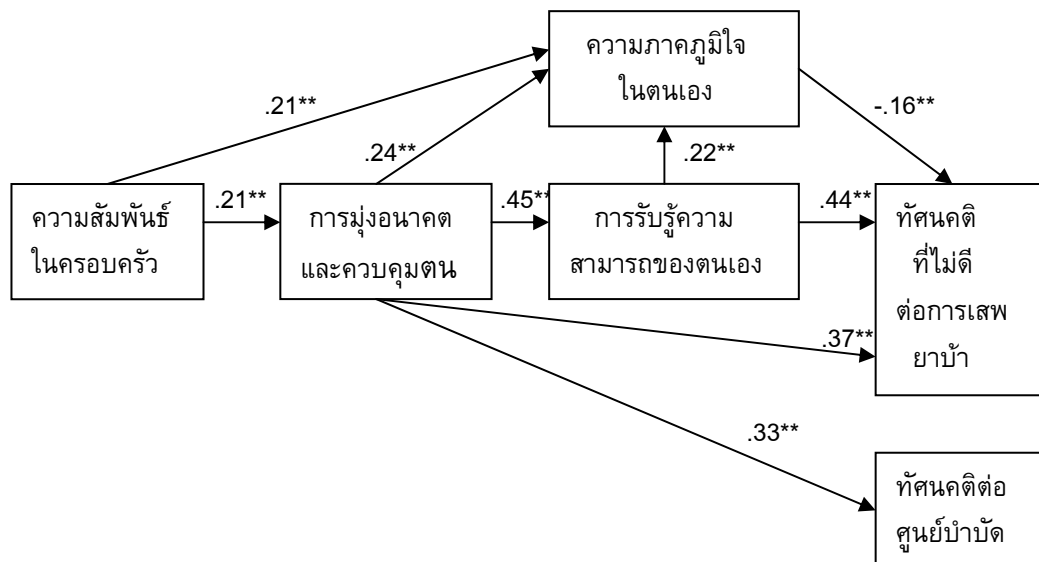 ความภาคภูมิใจ
ในตนเอง
.21**
-.16**
.24**
.22**
ความสัมพันธ์
ในครอบครัว
.21**
การมุ่งอนาคต
และควบคุมตน
.45**
การรับรู้ความ
สามารถของตนเอง
.44**
ทัศนคติ
ที่ไม่ดี
ต่อการเสพ
ยาบ้า
.37**
.33**
ทัศนคติต่อ
ศูนย์บำบัด